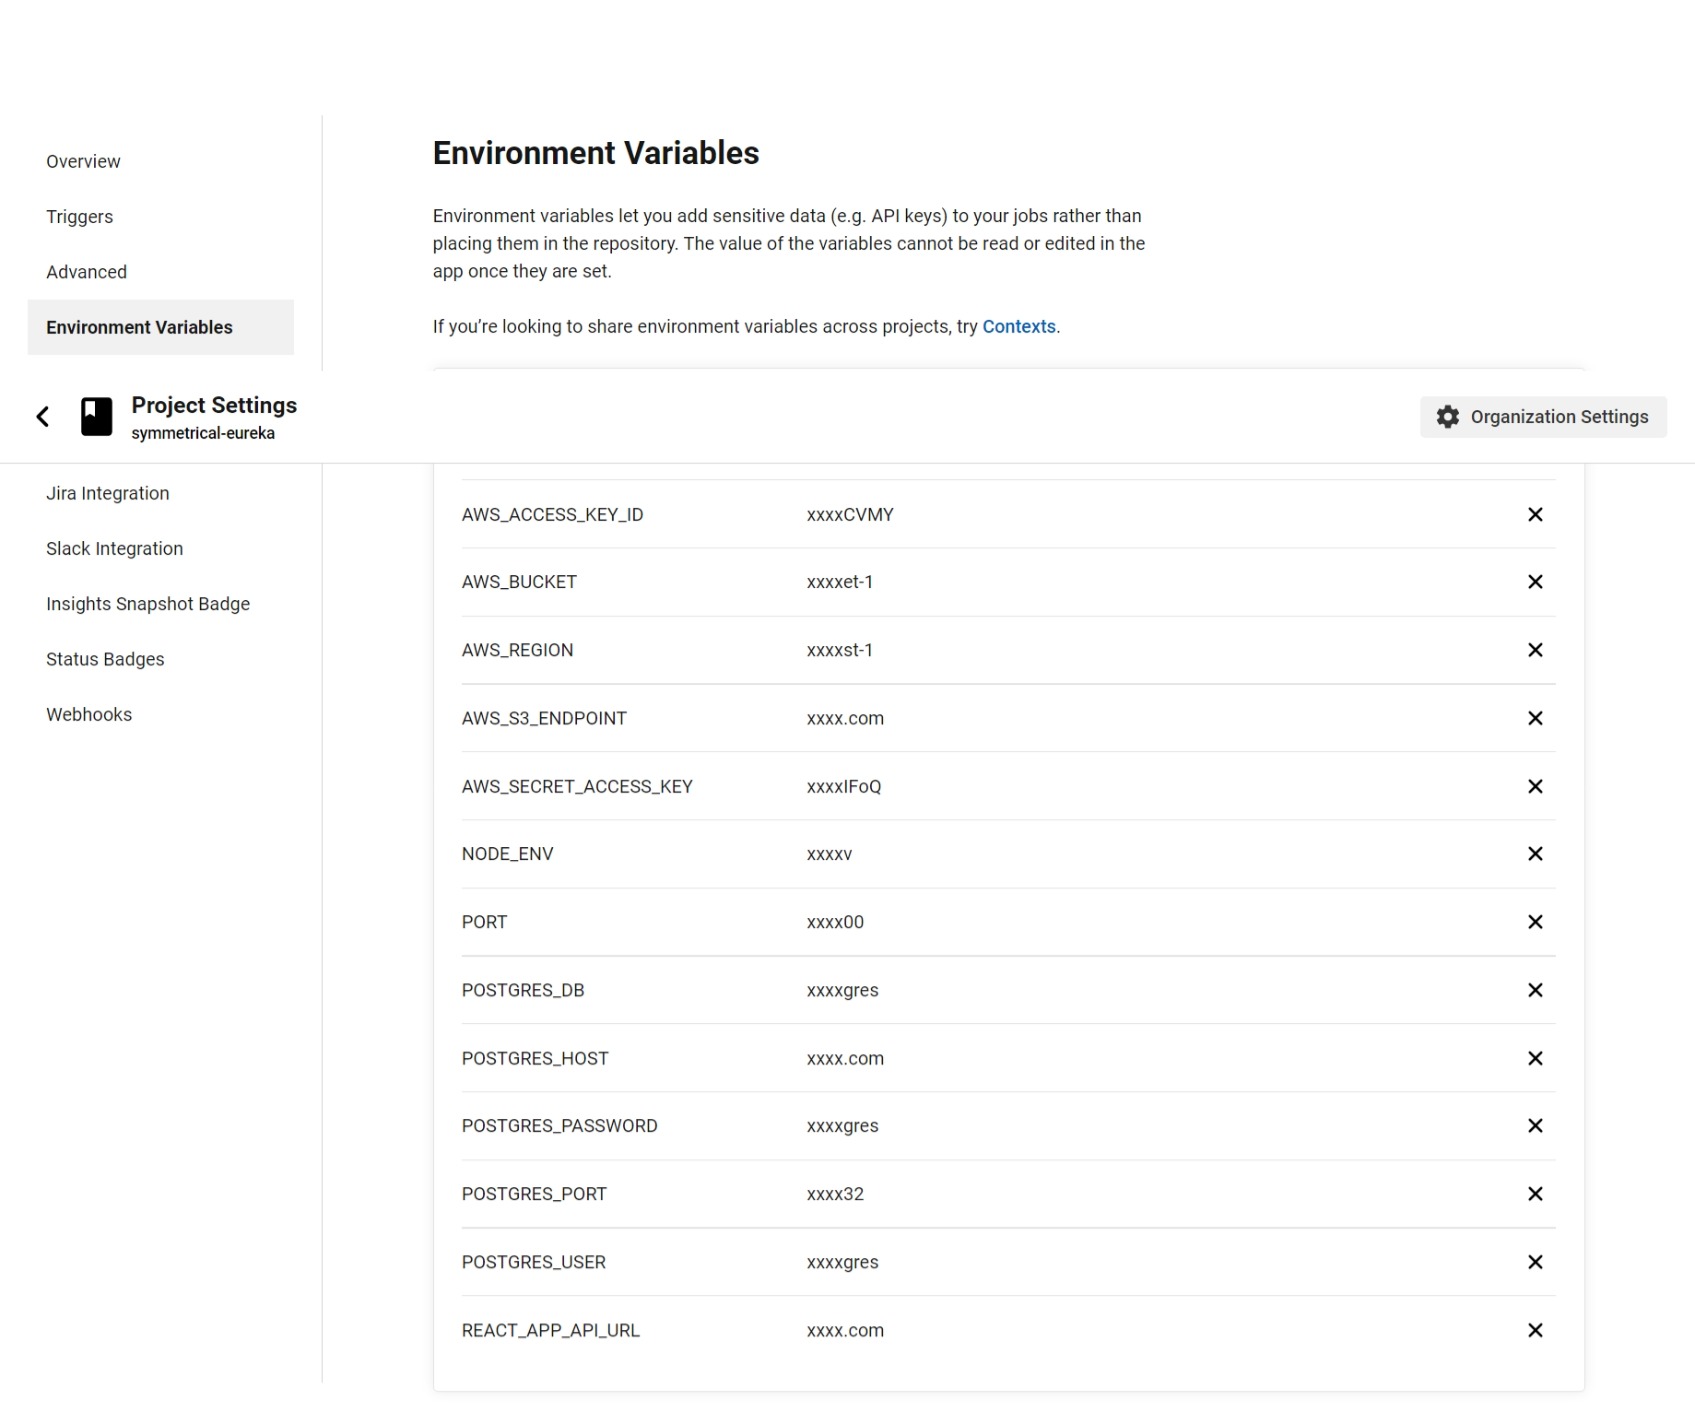 Overview
Triggers
Advanced
Environment Variables
Environment Variables
Environment variables let you add sensitive data (e.g. API keys) to your jobs rather than
placing them in the repository. The value of the variables cannot be read or edited in the
app once they are set.
If you’re looking to share environment variables across projects, try Contexts.
Project Settings
symmetrical-eureka
Organization Settings
Jira Integration
Slack Integration
Insights Snapshot Badge
Status Badges
Webhooks
AWS_ACCESS_KEY_ID xxxxCVMY
AWS_BUCKET xxxxet-1
AWS_REGION xxxxst-1
AWS_S3_ENDPOINT xxxx.com
AWS_SECRET_ACCESS_KEY xxxxIFoQ
NODE_ENV xxxxv
PORT xxxx00
POSTGRES_DB xxxxgres
POSTGRES_HOST xxxx.com
POSTGRES_PASSWORD xxxxgres
POSTGRES_PORT xxxx32
POSTGRES_USER xxxxgres
REACT_APP_API_URL xxxx.com